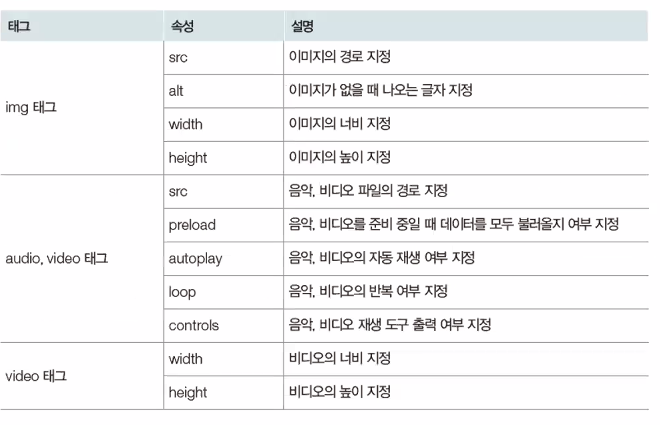 태그 속성 설명
img 태그
src 이미지의 경로 지정
alt 이미지가 없을 때 나오는 글자 지정
width 이미지의 너비 지정
height 이미지의 높이 지정
audio, video 태그
src 음악, 비디오 파일의 경로 지정
preload 음악, 비디오를 준비 중일 때 데이터를 모두 불러올지 여부 지정
autoplay 음악, 비디오의 자동 재생 여부 지정
loop 음악, 비디오의 반복 여부 지정
controls 음악, 비디오 재생 도구 출력 여부 지정
video 태그
width 비디오의 너비 지정
height 비디오의 높이 지정